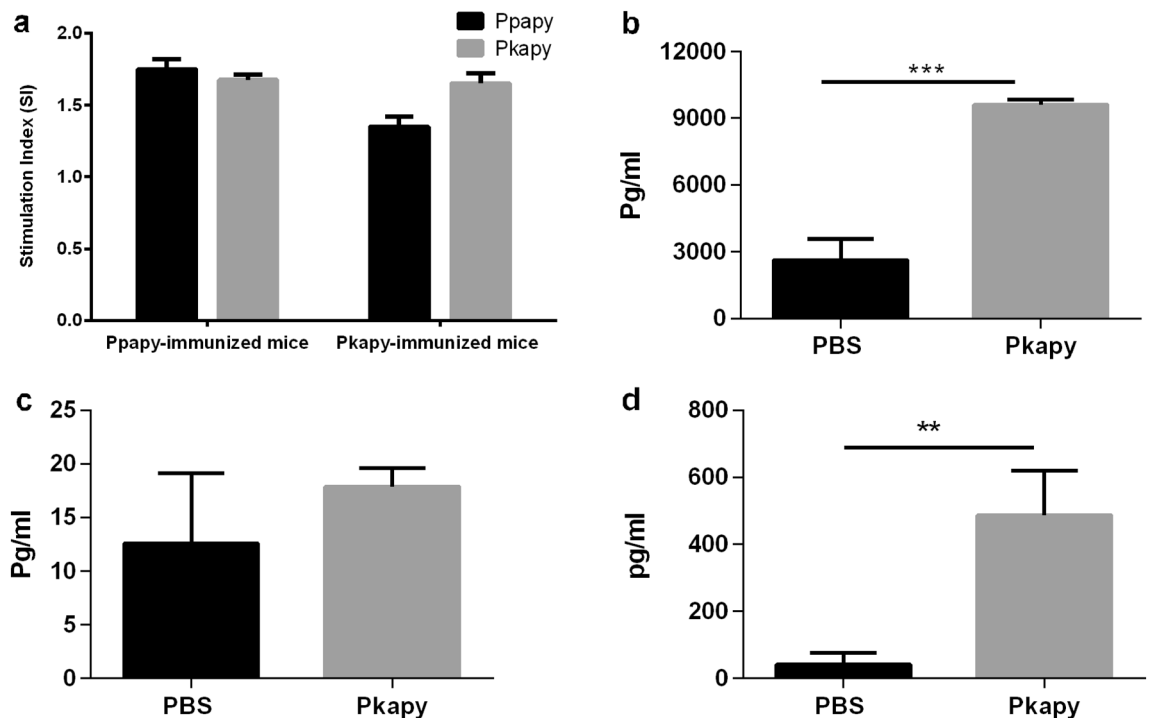 a
Ppapy
Pkapy
Stimulation Index (SI)
2.0
1.5
1.0
0.5
0.0
Ppapy-immunized mice
Pkapy-immunized mice
b
***
Pg/ml
12000
9000
6000
3000
0
PBS
Pkapy
c
Pg/ml
25
20
15
10
5
0
PBS
Pkapy
d
**
pg/ml
800
600
400
200
0
PBS
Pkapy